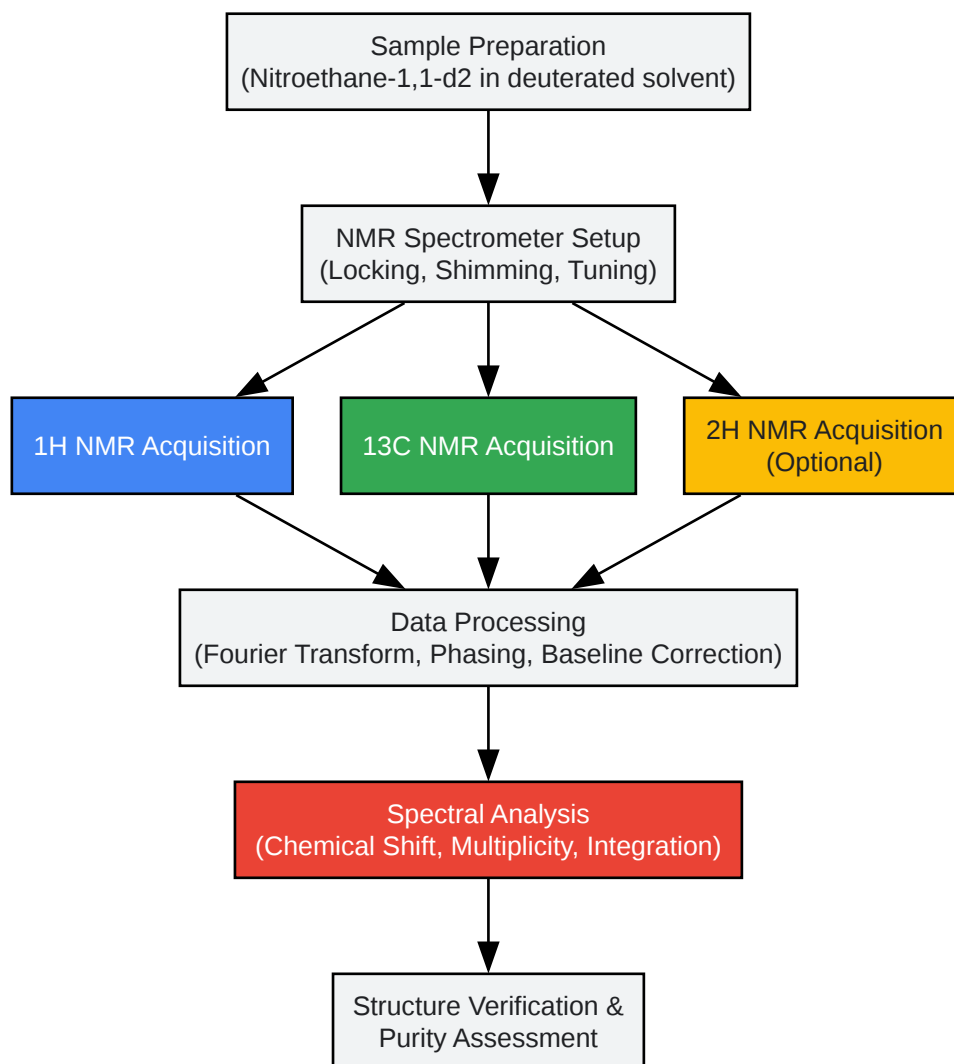 Sample Preparation
(Nitroethane-1,1-d2 in deuterated solvent)
NMR Spectrometer Setup
(Locking, Shimming, Tuning)
1H NMR Acquisition
13C NMR Acquisition
2H NMR Acquisition
(Optional)
Data Processing
(Fourier Transform, Phasing, Baseline Correction)
Spectral Analysis
(Chemical Shift, Multiplicity, Integration)
Structure Verification &
Purity Assessment